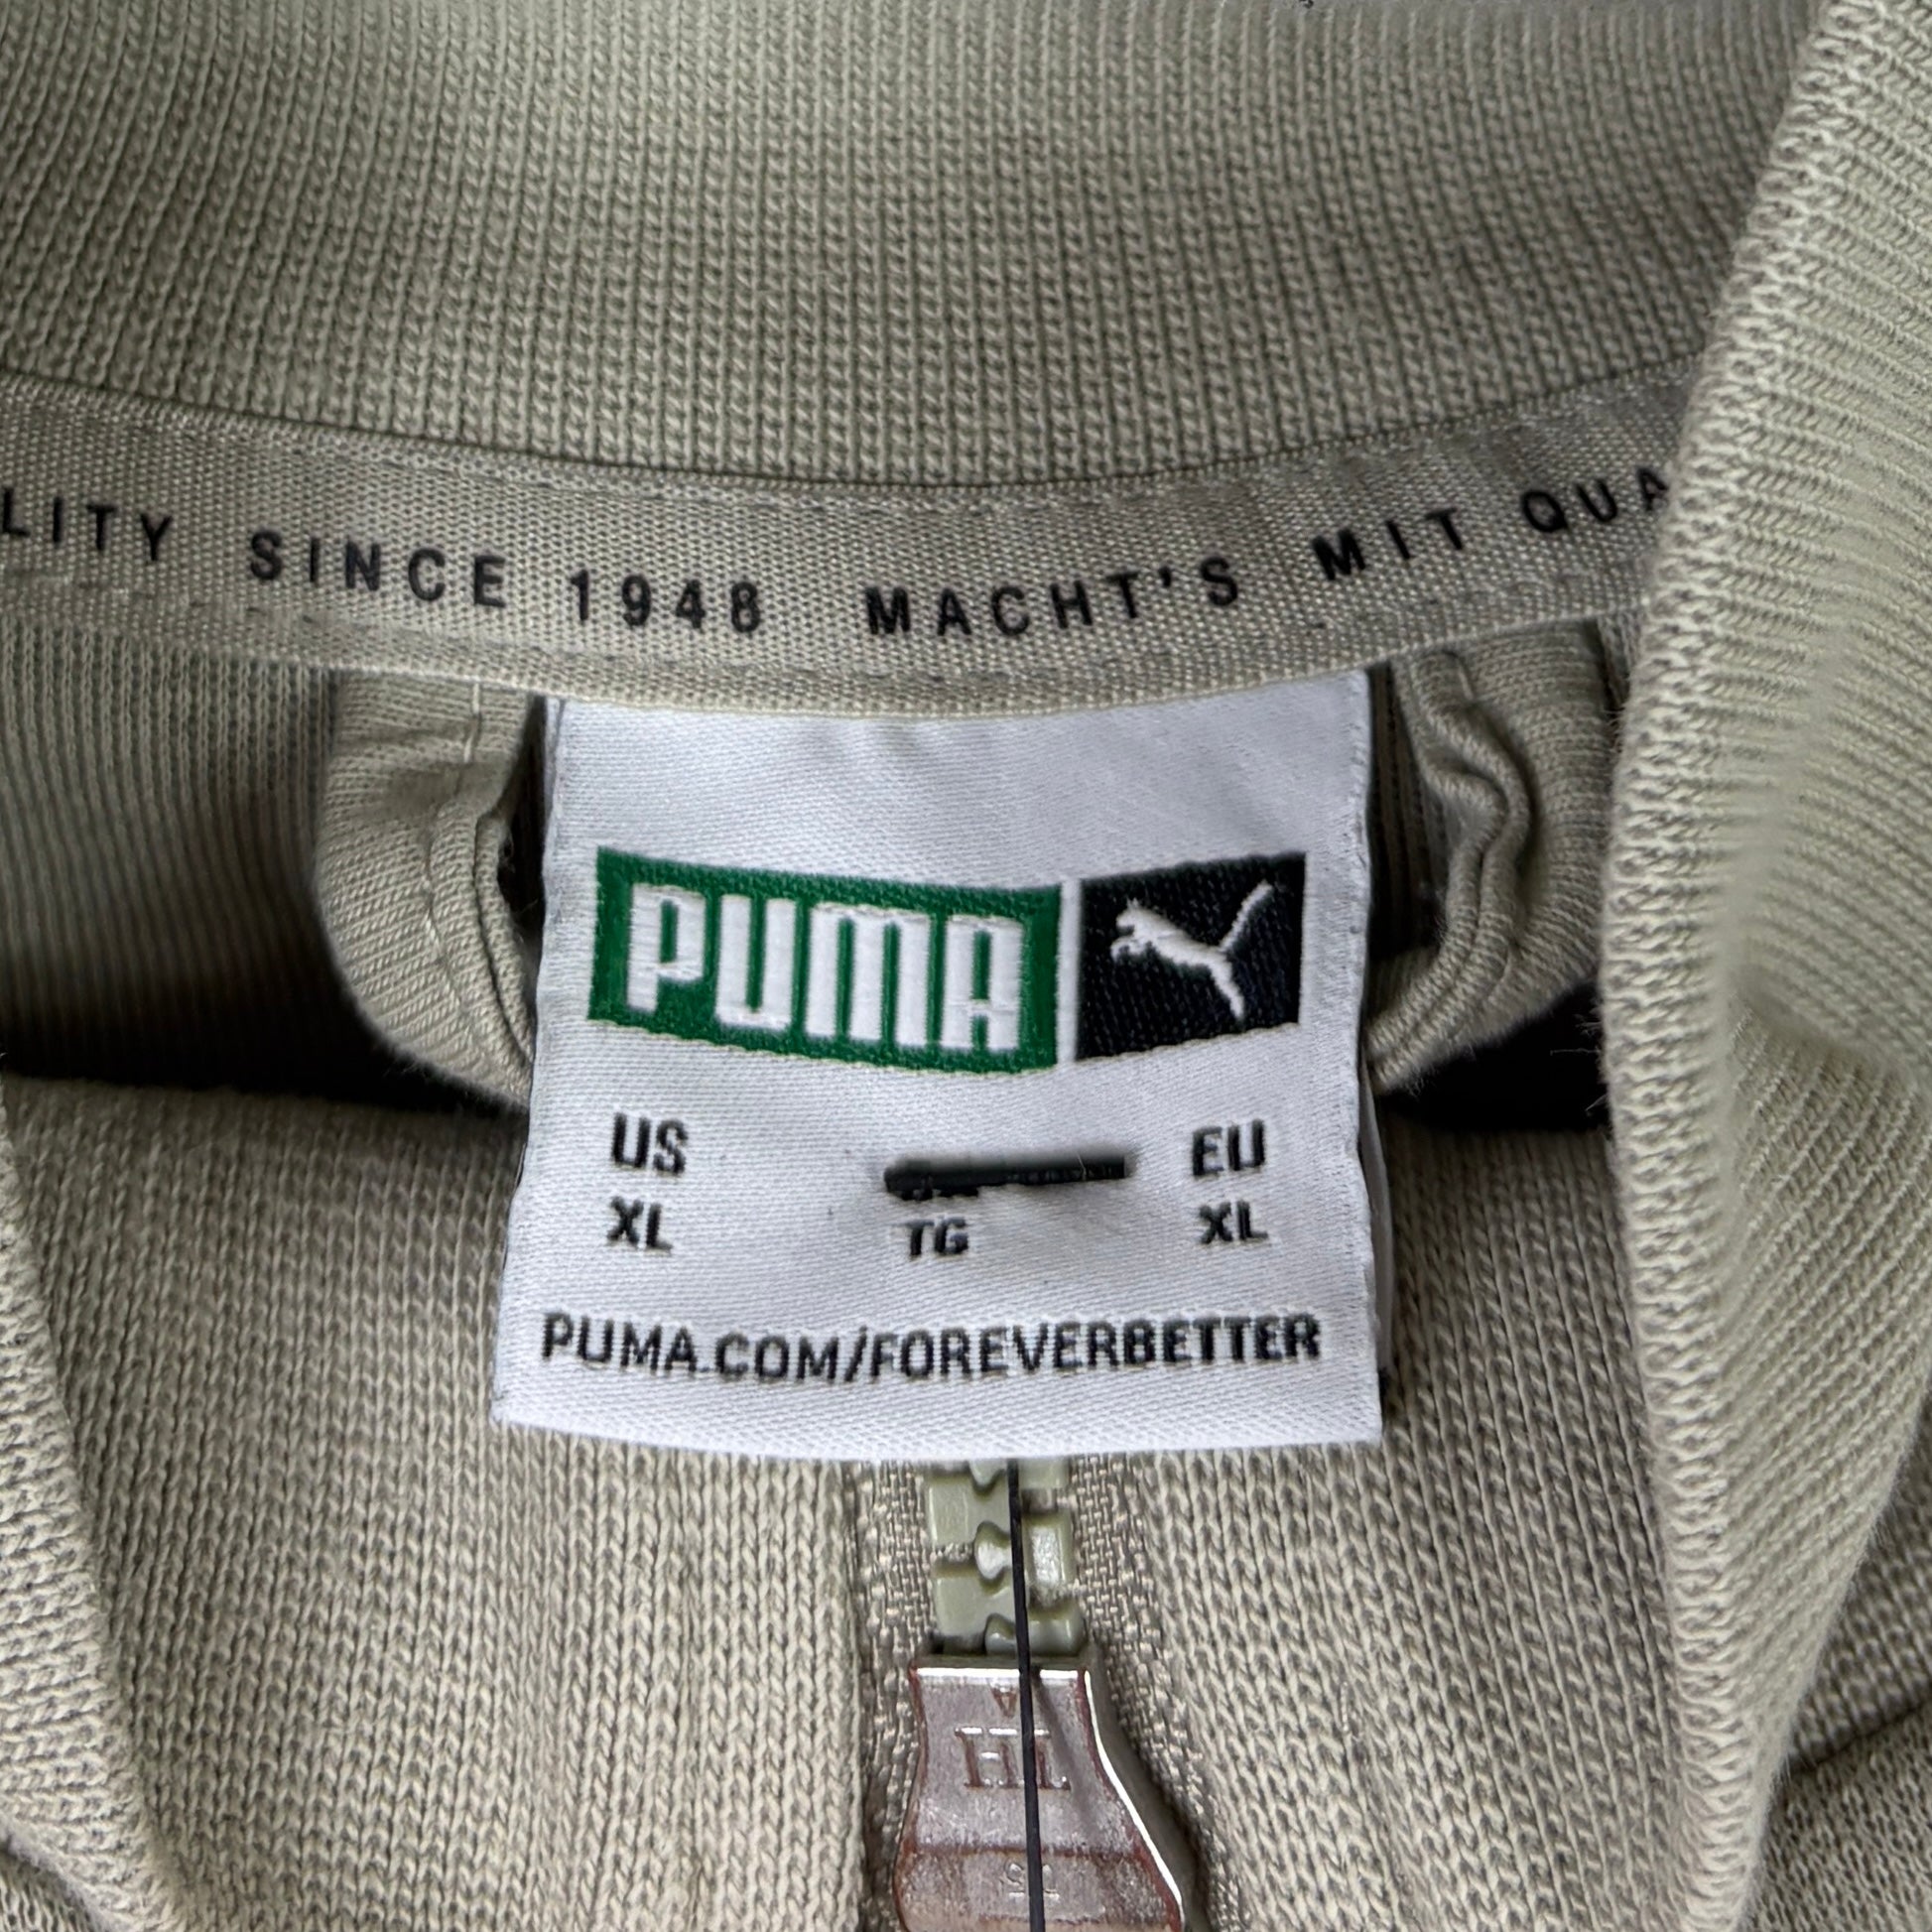 LITY SINCE 1948 MACHT'S MIT QUA
PUMA
US EU
XL TG XL
PUMA.COM/FOREVERBETTER